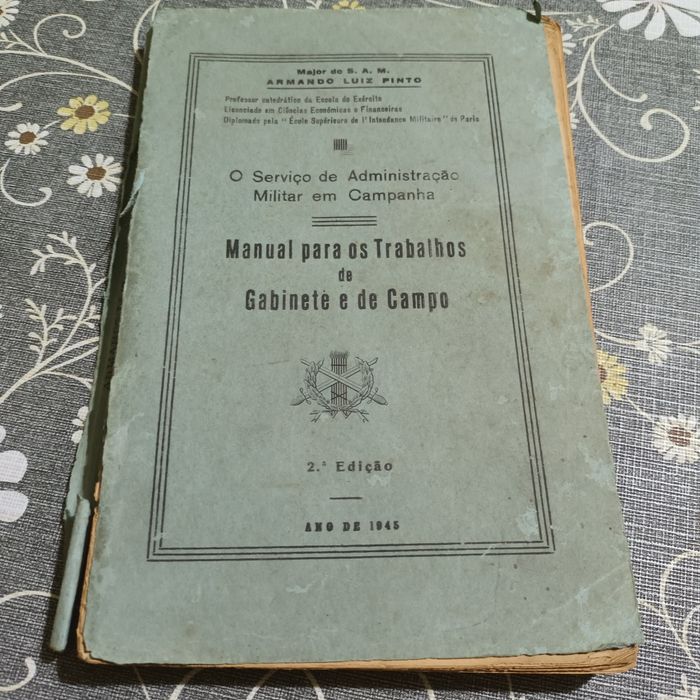 Major do S. A. M.
ARMANDO LUIZ PINTO
Professor catedrático da Escola do Exército
Licenciado em Ciências Económicas e Financeiras
Diplomado pela "École Supérieure de l'Intendance Militaire" de Paris
O Serviço de Administração
Militar em Campanha
Manual para os Trabalhos
de
Gabinete e de Campo
2.ª Edição
ANO DE 1945